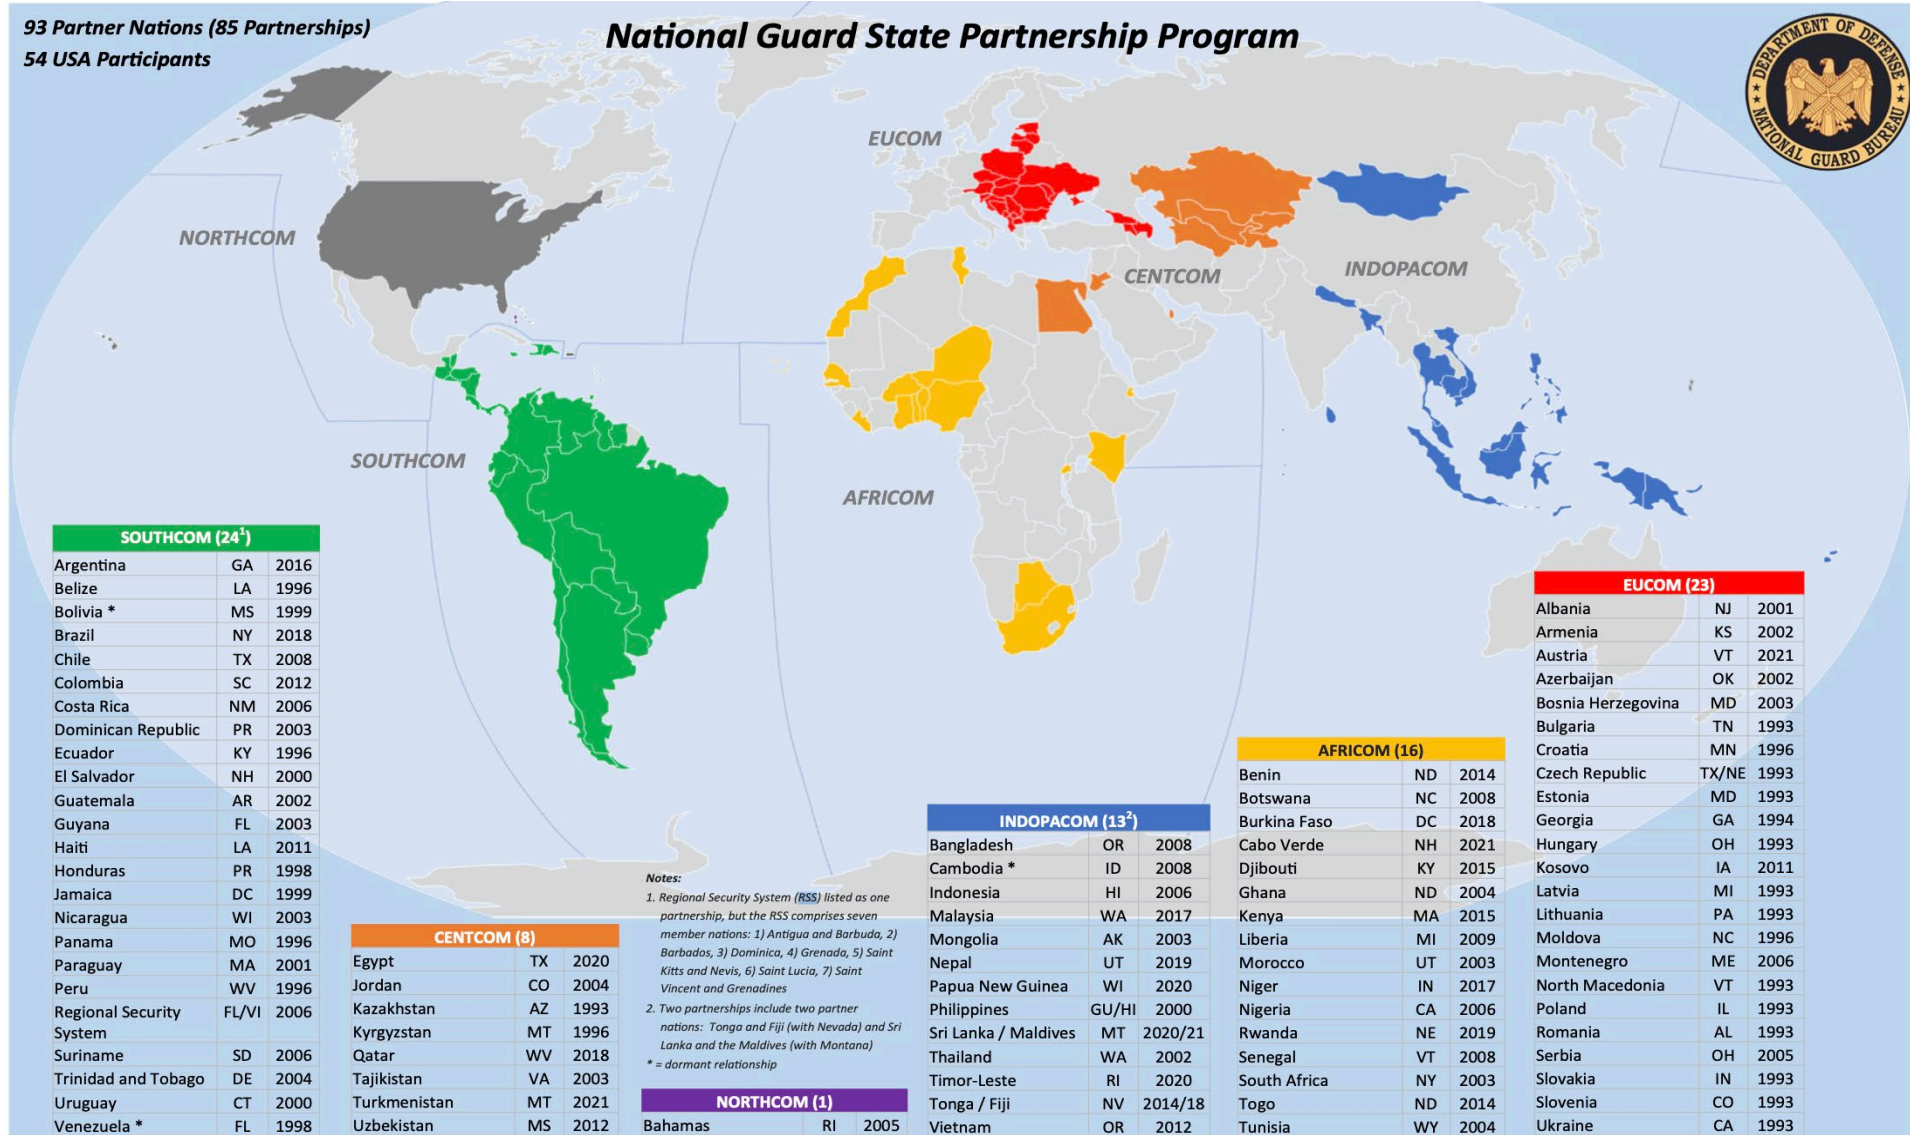 93 Partner Nations (85 Partnerships)
54 USA Participants
National Guard State Partnership Program
DEPARTMENT OF DEFENSE
NATIONAL GUARD BUREAU
EUCOM
NORTHCOM
CENTCOM
INDOPACOM
SOUTHCOM
AFRICOM
SOUTHCOM (24¹)
Argentina GA 2016
Belize LA 1996
Bolivia * MS 1999
Brazil NY 2018
Chile TX 2008
Colombia SC 2012
Costa Rica NM 2006
Dominican Republic PR 2003
Ecuador KY 1996
El Salvador NH 2000
Guatemala AR 2002
Guyana FL 2003
Haiti LA 2011
Honduras PR 1998
Jamaica DC 1999
Nicaragua WI 2003
Panama MO 1996
Paraguay MA 2001
Peru WV 1996
Regional Security FL/VI 2006
System
Suriname SD 2006
Trinidad and Tobago DE 2004
Uruguay CT 2000
Venezuela * FL 1998
CENTCOM (8)
Egypt TX 2020
Jordan CO 2004
Kazakhstan AZ 1993
Kyrgyzstan MT 1996
Qatar WV 2018
Tajikistan VA 2003
Turkmenistan MT 2021
Uzbekistan MS 2012
Notes:
1. Regional Security System (RSS) listed as one
partnership, but the RSS comprises seven
member nations: 1) Antigua and Barbuda, 2)
Barbados, 3) Dominica, 4) Grenada, 5) Saint
Kitts and Nevis, 6) Saint Lucia, 7) Saint
Vincent and Grenadines
2. Two partnerships include two partner
nations: Tonga and Fiji (with Nevada) and Sri
Lanka and the Maldives (with Montana)
* = dormant relationship
NORTHCOM (1)
Bahamas RI 2005
INDOPACOM (13²)
Bangladesh OR 2008
Cambodia * ID 2008
Indonesia HI 2006
Malaysia WA 2017
Mongolia AK 2003
Nepal UT 2019
Papua New Guinea WI 2020
Philippines GU/HI 2000
Sri Lanka / Maldives MT 2020/21
Thailand WA 2002
Timor-Leste RI 2020
Tonga / Fiji NV 2014/18
Vietnam OR 2012
AFRICOM (16)
Benin ND 2014
Botswana NC 2008
Burkina Faso DC 2018
Cabo Verde NH 2021
Djibouti KY 2015
Ghana ND 2004
Kenya MA 2015
Liberia MI 2009
Morocco UT 2003
Niger IN 2017
Nigeria CA 2006
Rwanda NE 2019
Senegal VT 2008
South Africa NY 2003
Togo ND 2014
Tunisia WY 2004
EUCOM (23)
Albania NJ 2001
Armenia KS 2002
Austria VT 2021
Azerbaijan OK 2002
Bosnia Herzegovina MD 2003
Bulgaria TN 1993
Croatia MN 1996
Czech Republic TX/NE 1993
Estonia MD 1993
Georgia GA 1994
Hungary OH 1993
Kosovo IA 2011
Latvia MI 1993
Lithuania PA 1993
Moldova NC 1996
Montenegro ME 2006
North Macedonia VT 1993
Poland IL 1993
Romania AL 1993
Serbia OH 2005
Slovakia IN 1993
Slovenia CO 1993
Ukraine CA 1993